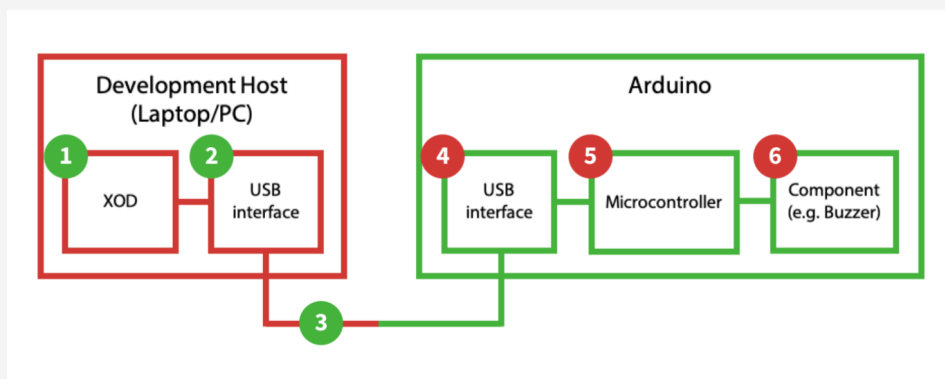 Development Host
(Laptop/PC)
Arduino
1
2
4
5
6
XOD
USB
interface
USB
interface
Microcontroller
Component
(e.g. Buzzer)
3